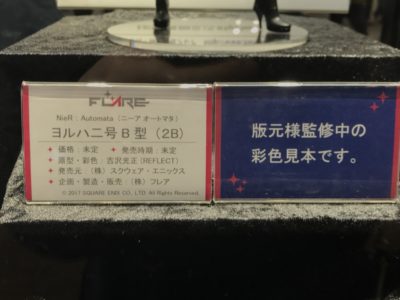 FLARE
NieR：Automata（ニーア オートマタ）
ヨルハ二号B型（2B）
◆ 価格：未定 ◆ 発売時期：未定
◆ 原型・彩色：吉沢光正(REFLECT)
◆ 発売元：（株）スクウェア・エニックス
◆ 企画・製造・販売：（株）フレア
© 2017 SQUARE ENIX CO., LTD. All Rights Reserved.
版元様監修中の
彩色見本です。